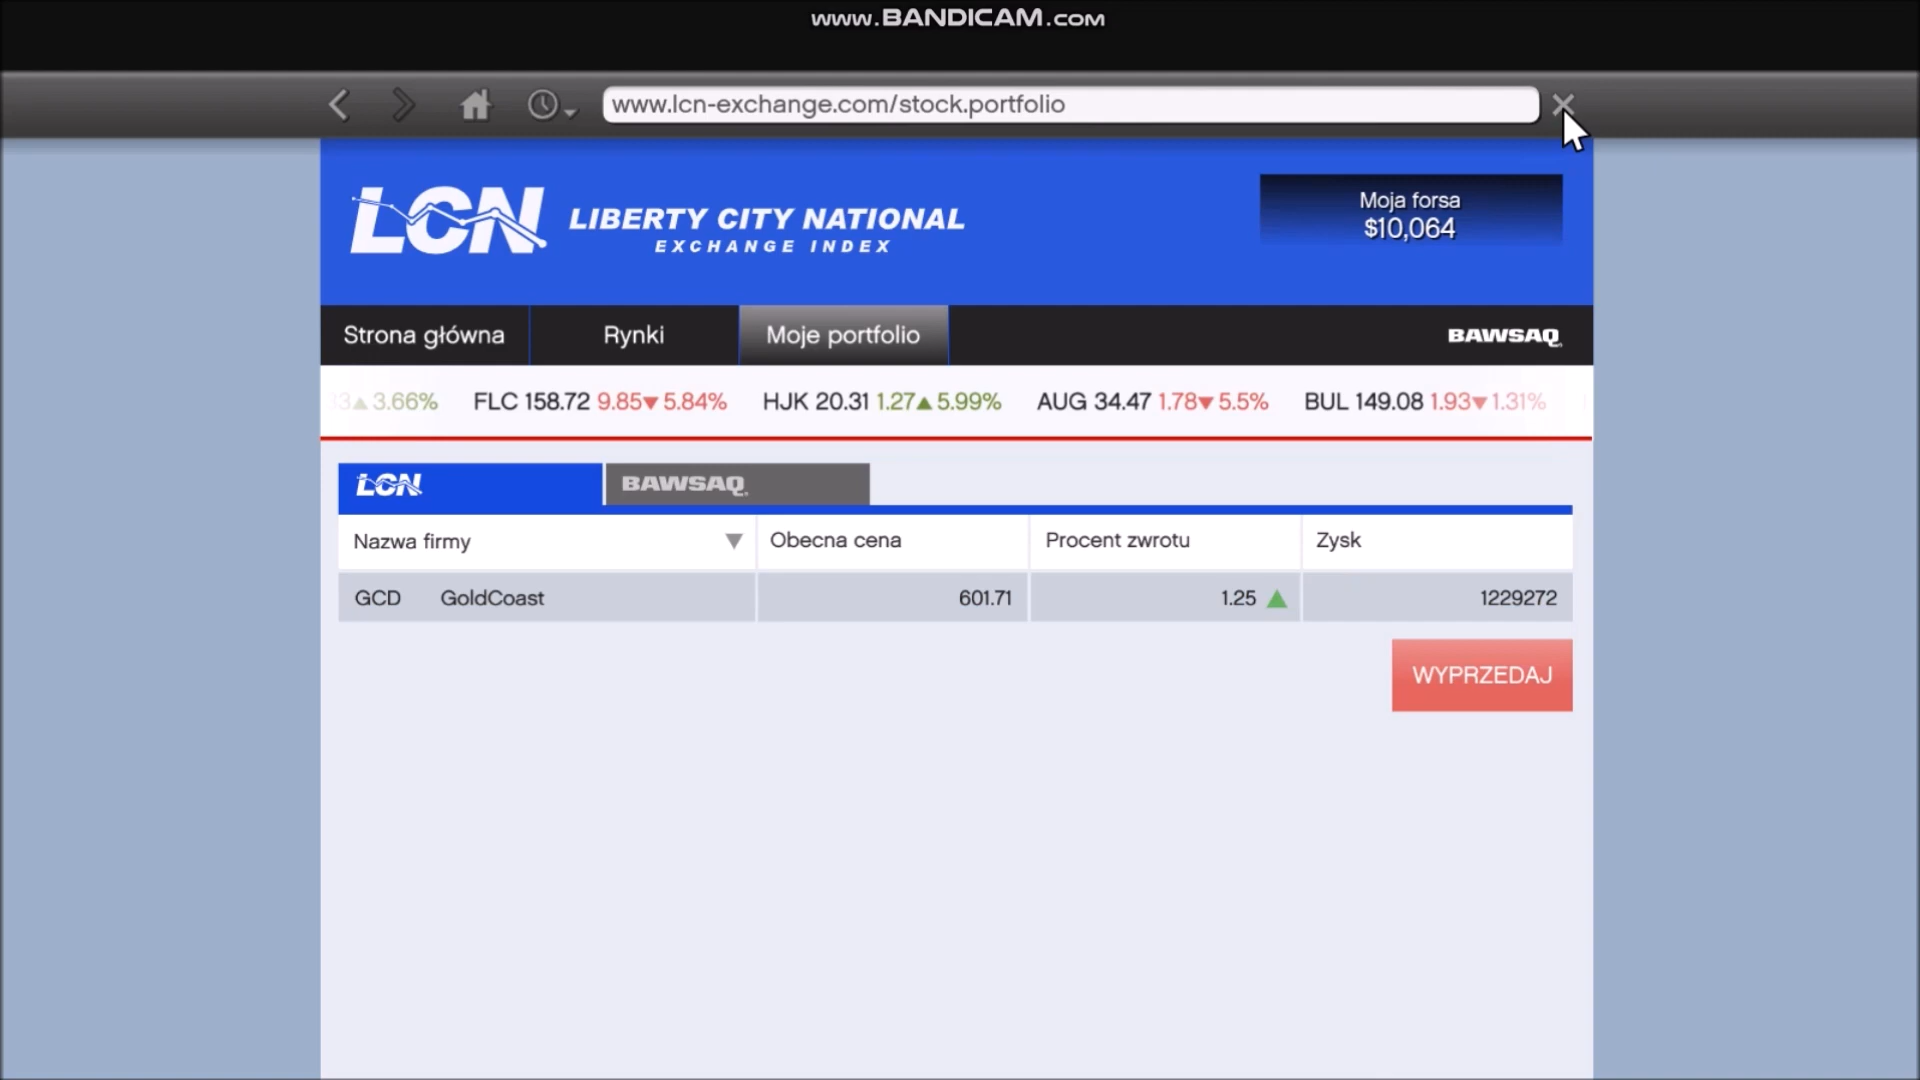 www.BANDICAM.com
www.lcn-exchange.com/stock.portfolio
LCN LIBERTY CITY NATIONAL
EXCHANGE INDEX
Moja forsa
$10,064
Strona główna Rynki Moje portfolio BAWSAQ
3▲3.66% FLC 158.72 9.85▼5.84% HJK 20.31 1.27▲5.99% AUG 34.47 1.78▼5.5% BUL 149.08 1.93▼1.31%
LCN BAWSAQ
Nazwa firmy ▼ Obecna cena Procent zwrotu Zysk
GCD GoldCoast 601.71 1.25 ▲ 1229272
WYPRZEDAJ